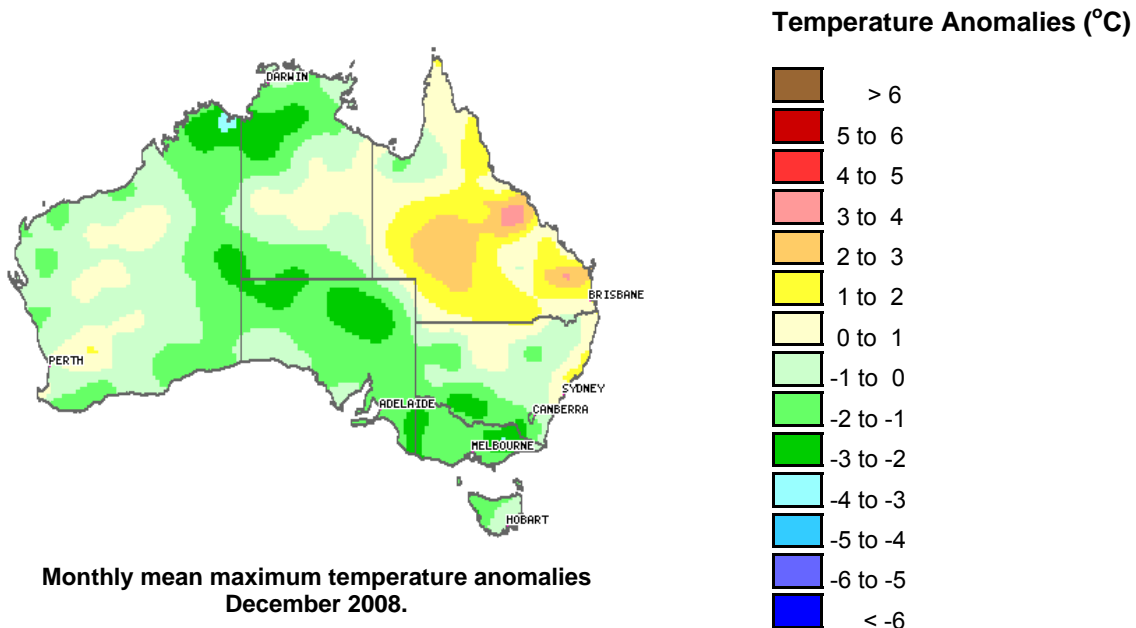 Temperature Anomalies (°C)
DARWIN
BRISBANE
PERTH
SYDNEY
ADELAIDE
CANBERRA
MELBOURNE
HOBART
Monthly mean maximum temperature anomalies
December 2008.
> 6
5 to 6
4 to 5
3 to 4
2 to 3
1 to 2
0 to 1
-1 to 0
-2 to -1
-3 to -2
-4 to -3
-5 to -4
-6 to -5
< -6